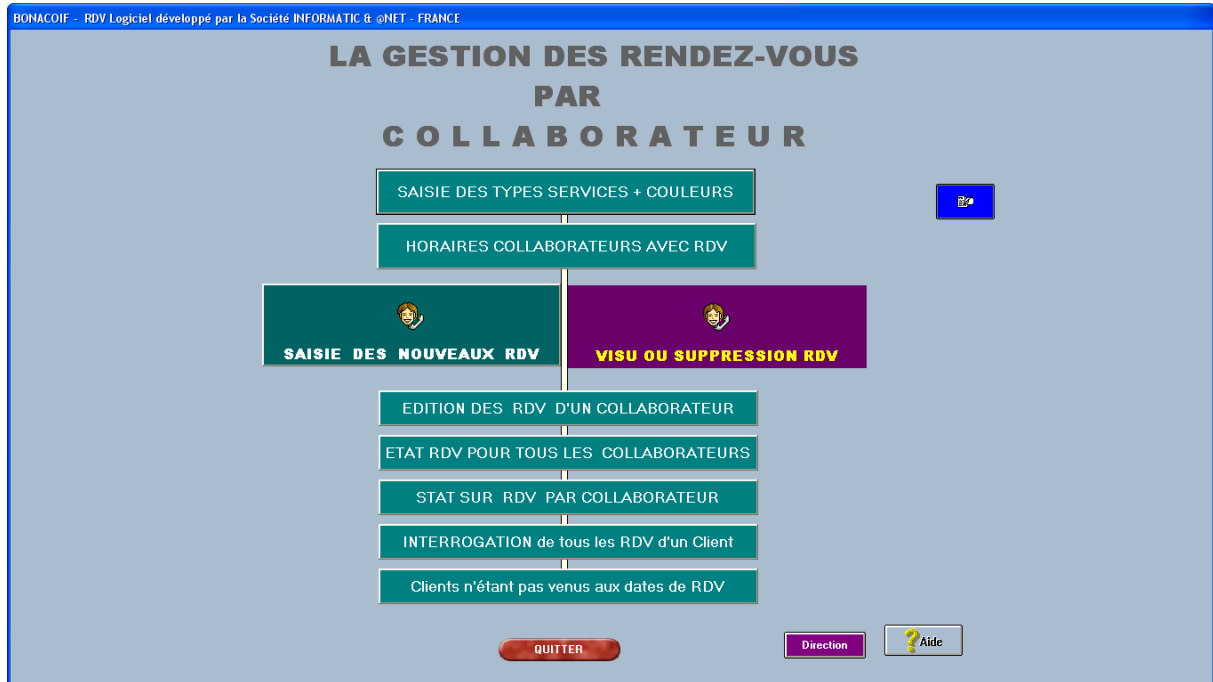 BONACOIF - RDV Logiciel développé par la Société INFORMATIC & @NET - FRANCE
LA GESTION DES RENDEZ-VOUS
PAR
COLLABORATEUR
SAISIE DES TYPES SERVICES + COULEURS
HORAIRES COLLABORATEURS AVEC RDV
SAISIE DES NOUVEAUX RDV
VISU OU SUPPRESSION RDV
EDITION DES RDV D'UN COLLABORATEUR
ETAT RDV POUR TOUS LES COLLABORATEURS
STAT SUR RDV PAR COLLABORATEUR
INTERROGATION de tous les RDV d'un Client
Clients n'étant pas venus aux dates de RDV
QUITTER
Direction
Aide